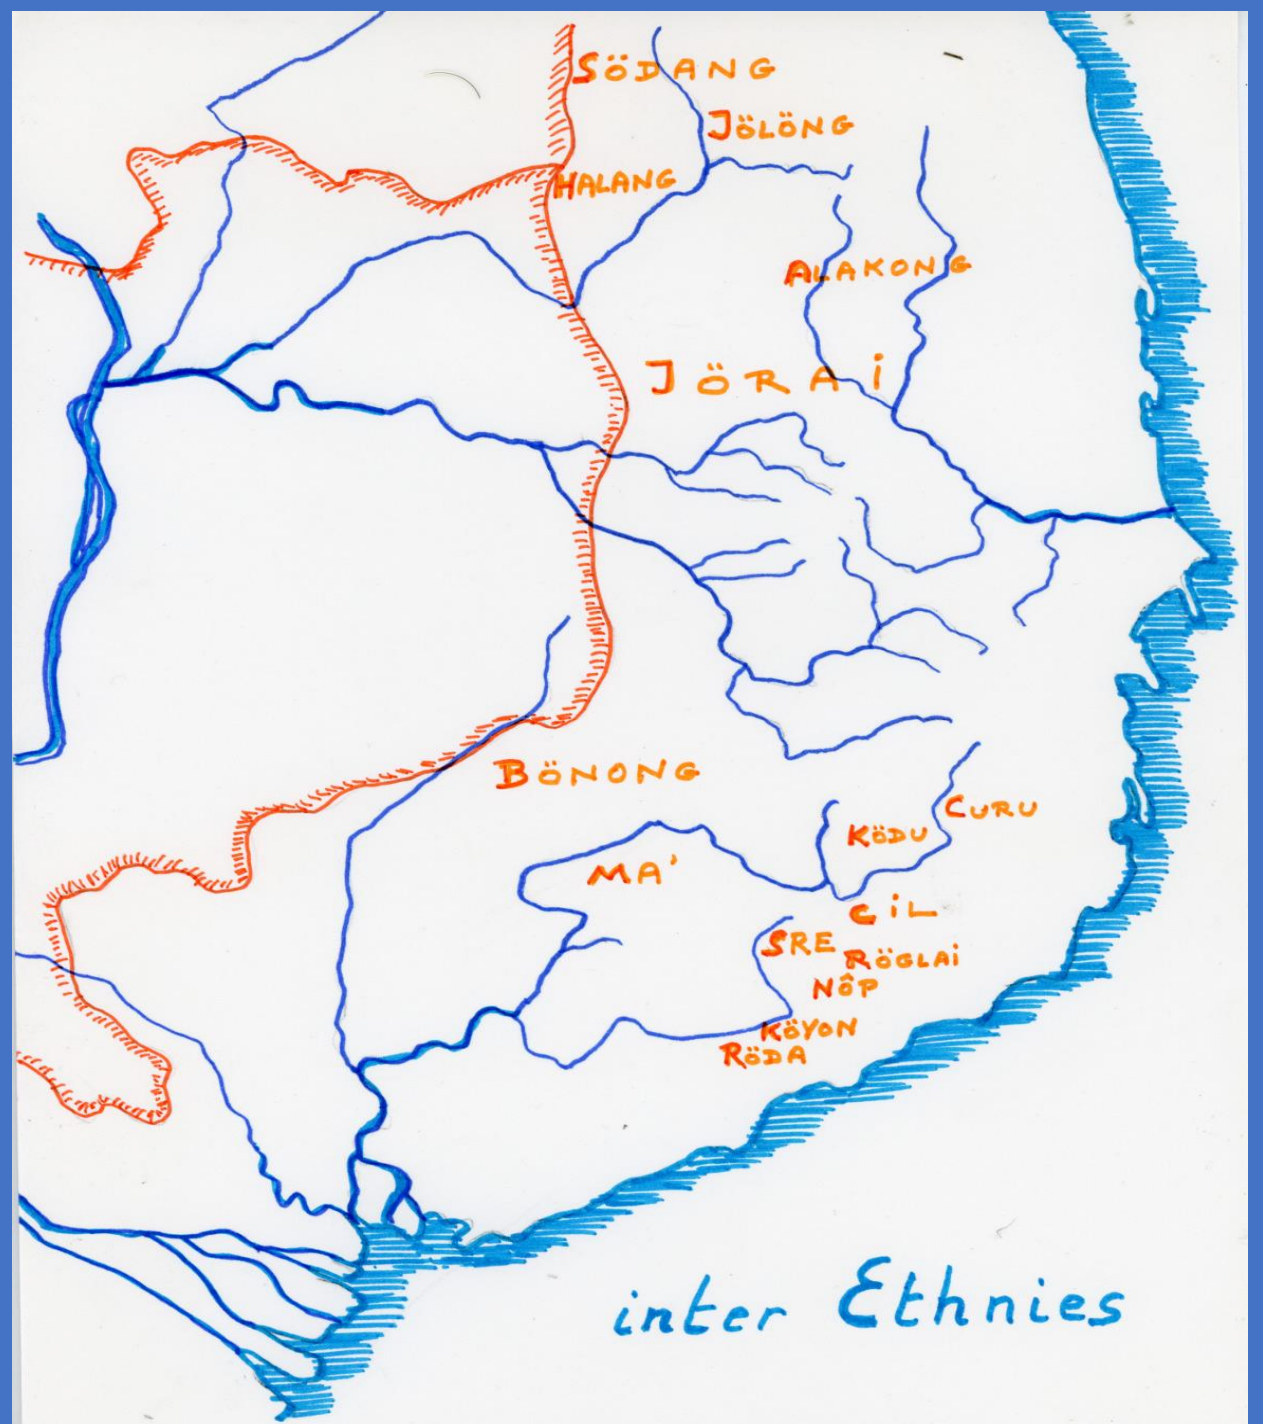 SÖDANG
JÖLÖNG
HALANG
ALAKONG
JÖRAI
BÖNONG
CURU
KÖDU
MA'
CIL
SRE
RÖGLAI
NÔP
KÖYON
RÖDA
inter Ethnies